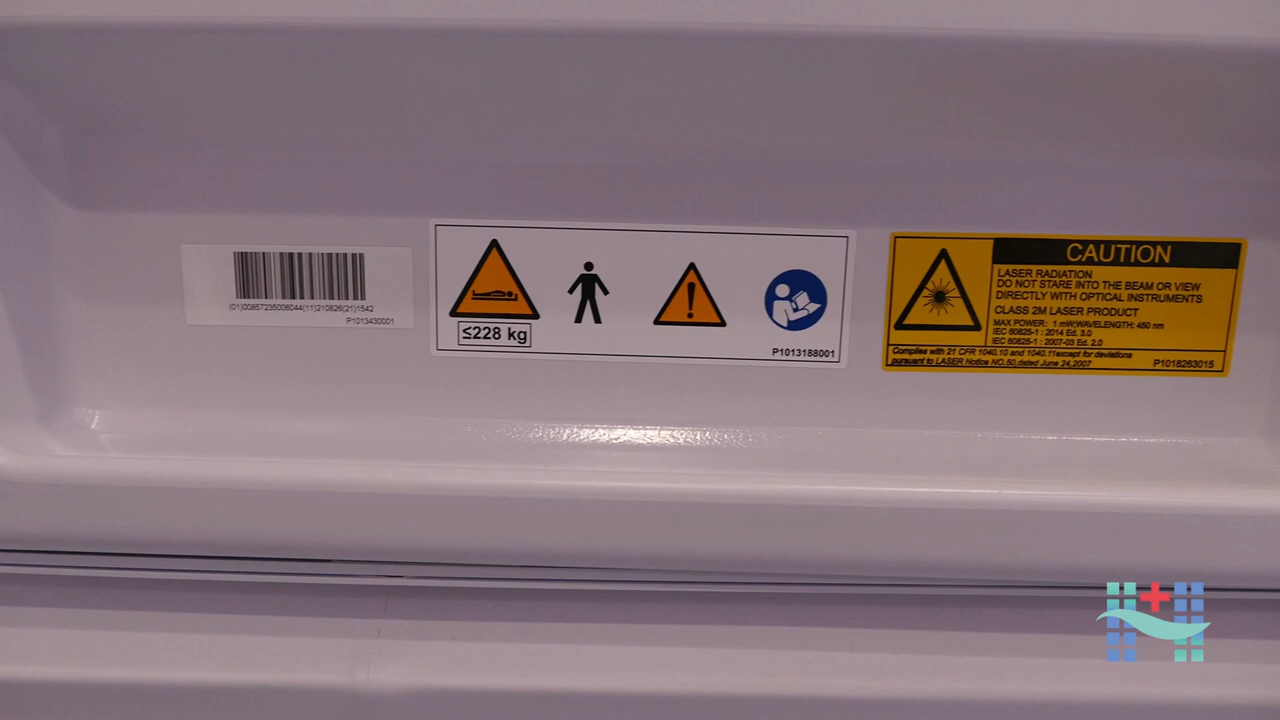 (01)00857235006044(11)210826(21)1542
P1013430001
≤228 kg
P1013188001
CAUTION
LASER RADIATION
DO NOT STARE INTO THE BEAM OR VIEW
DIRECTLY WITH OPTICAL INSTRUMENTS
CLASS 2M LASER PRODUCT
MAX POWER: 1 mW;WAVELENGTH: 450 nm
IEC 60825-1 : 2014 Ed. 3.0
IEC 60825-1 : 2007-03 Ed. 2.0
Complies with 21 CFR 1040.10 and 1040.11except for deviations
pursuant to LASER Notice NO.50,dated June 24,2007
P1018263015